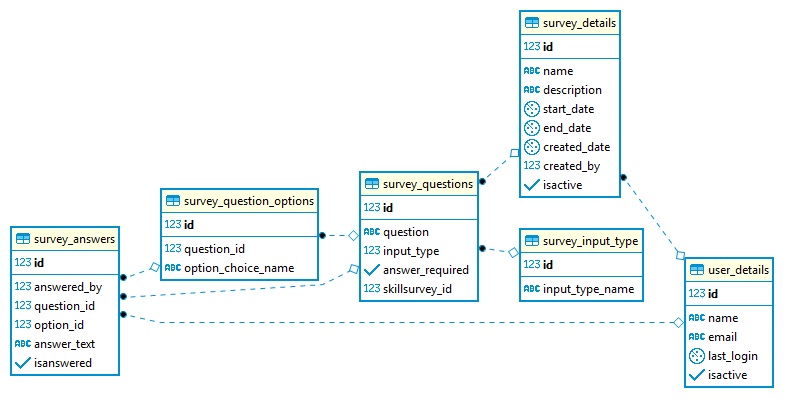 survey_details
123 id
ABC name
ABC description
start_date
end_date
created_date
123 created_by
isactive
survey_questions
123 id
ABC question
123 input_type
answer_required
123 skillsurvey_id
survey_question_options
123 id
123 question_id
ABC option_choice_name
survey_answers
123 id
123 answered_by
123 question_id
123 option_id
ABC answer_text
isanswered
survey_input_type
123 id
ABC input_type_name
user_details
123 id
ABC name
ABC email
last_login
isactive